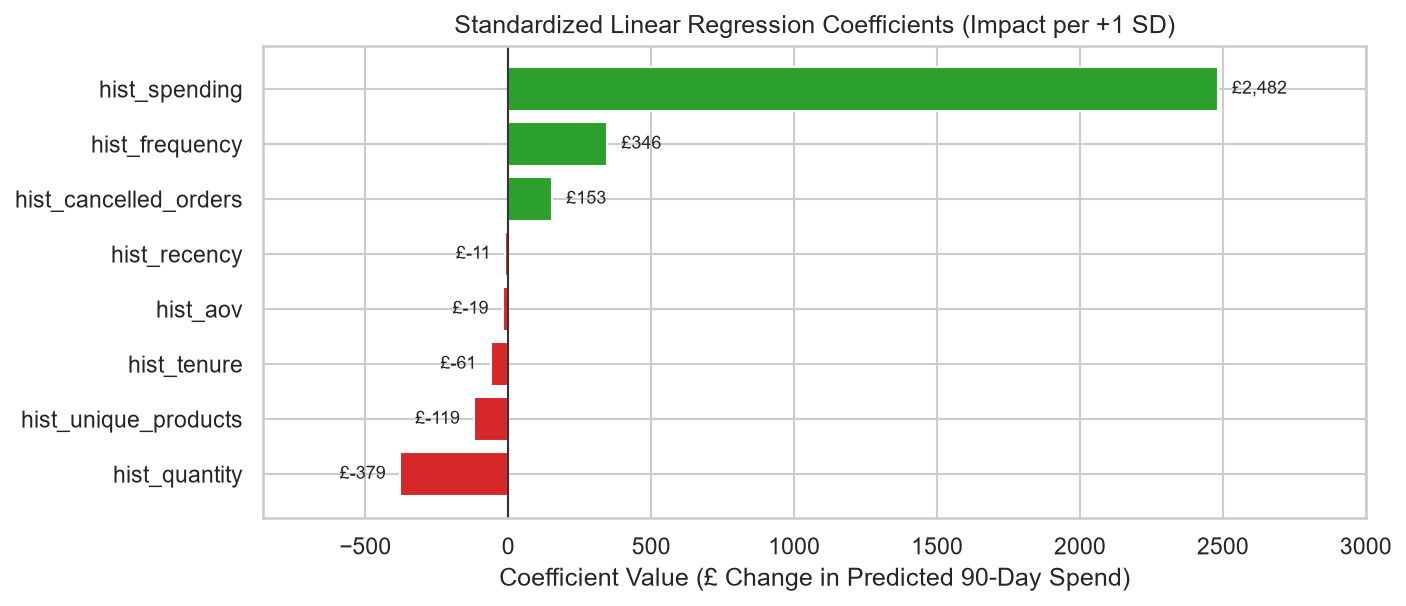 Standardized Linear Regression Coefficients (Impact per +1 SD)
hist_spending £2,482
hist_frequency £346
hist_cancelled_orders £153
hist_recency £-11
hist_aov £-19
hist_tenure £-61
hist_unique_products £-119
hist_quantity £-379
−500 0 500 1000 1500 2000 2500 3000
Coefficient Value (£ Change in Predicted 90-Day Spend)